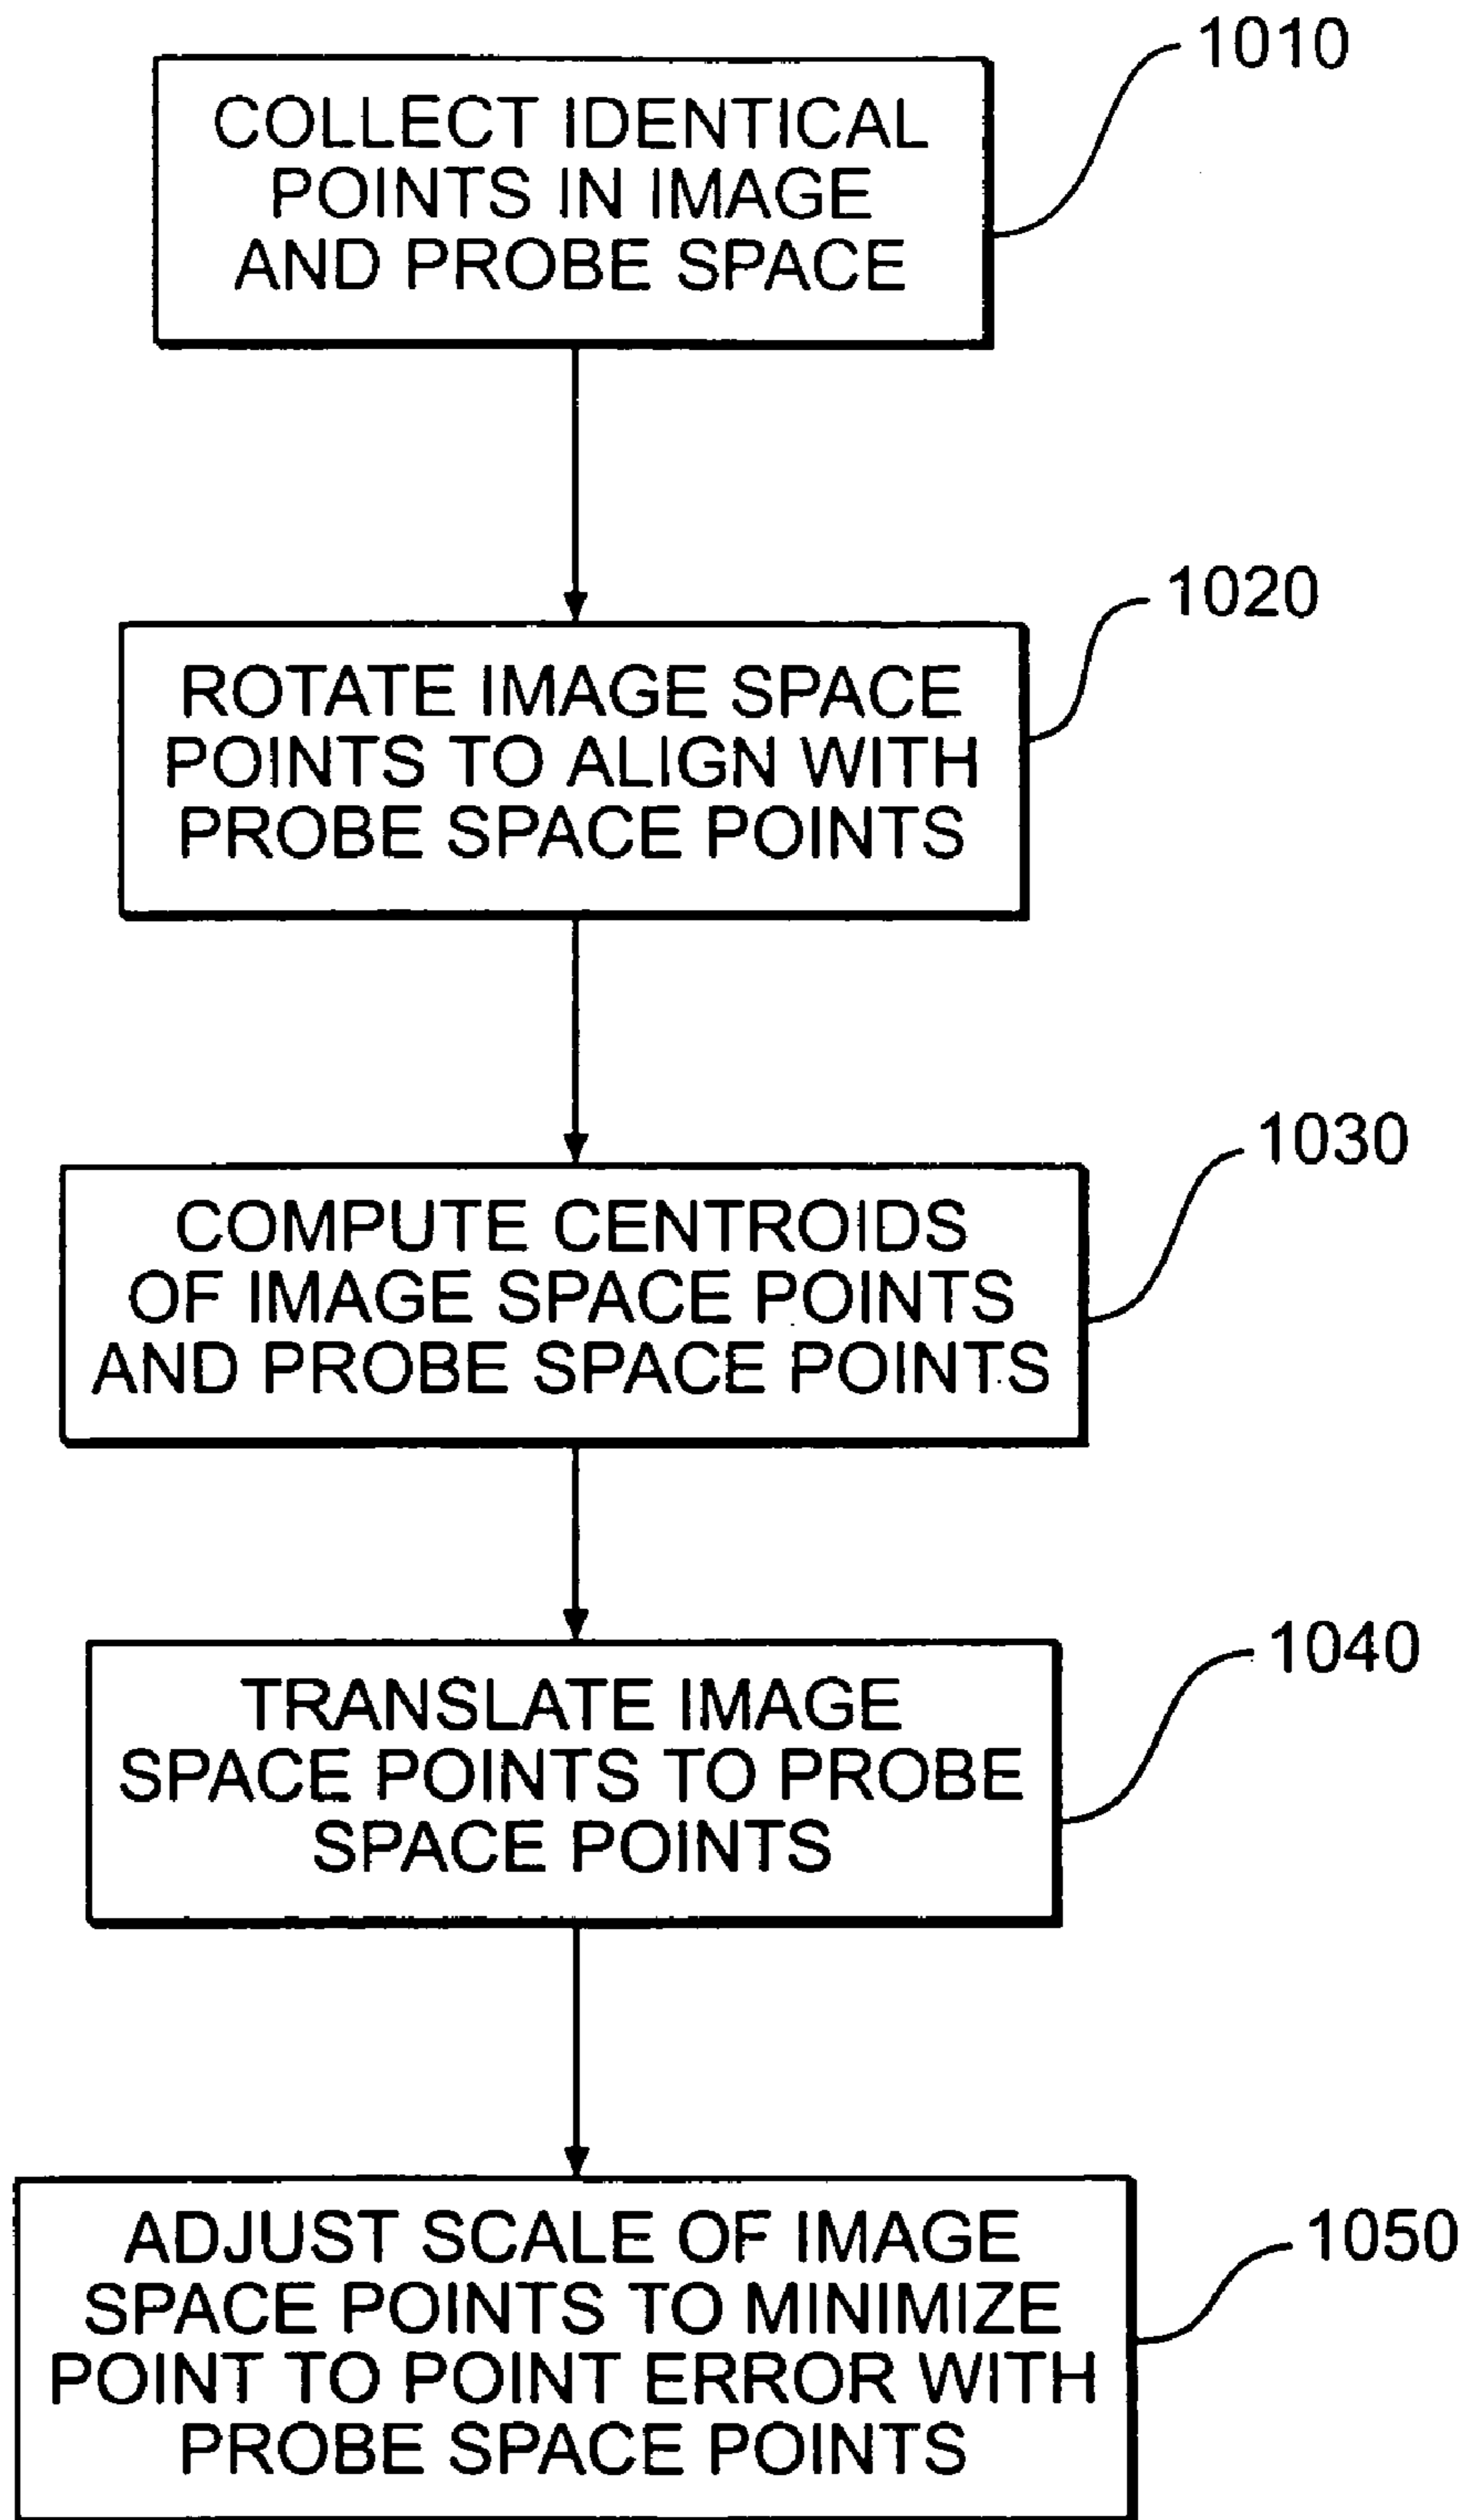 1010
COLLECT IDENTICAL
POINTS IN IMAGE
AND PROBE SPACE
1020
ROTATE IMAGE SPACE
POINTS TO ALIGN WITH
PROBE SPACE POINTS
1030
COMPUTE CENTROIDS
OF IMAGE SPACE POINTS
AND PROBE SPACE POINTS
1040
TRANSLATE IMAGE
SPACE POINTS TO PROBE
SPACE POINTS
1050
ADJUST SCALE OF IMAGE
SPACE POINTS TO MINIMIZE
POINT TO POINT ERROR WITH
PROBE SPACE POINTS